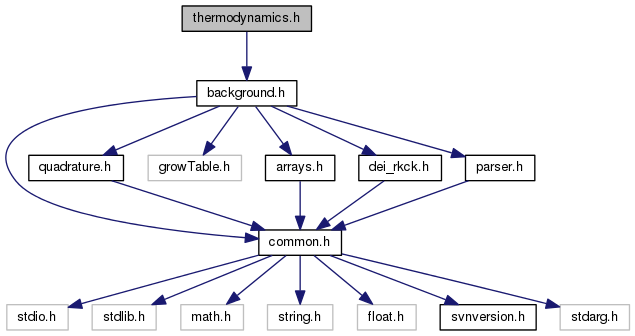 thermodynamics.h
background.h
quadrature.h
growTable.h
arrays.h
dei_rkck.h
parser.h
common.h
stdio.h
stdlib.h
math.h
string.h
float.h
svnversion.h
stdarg.h